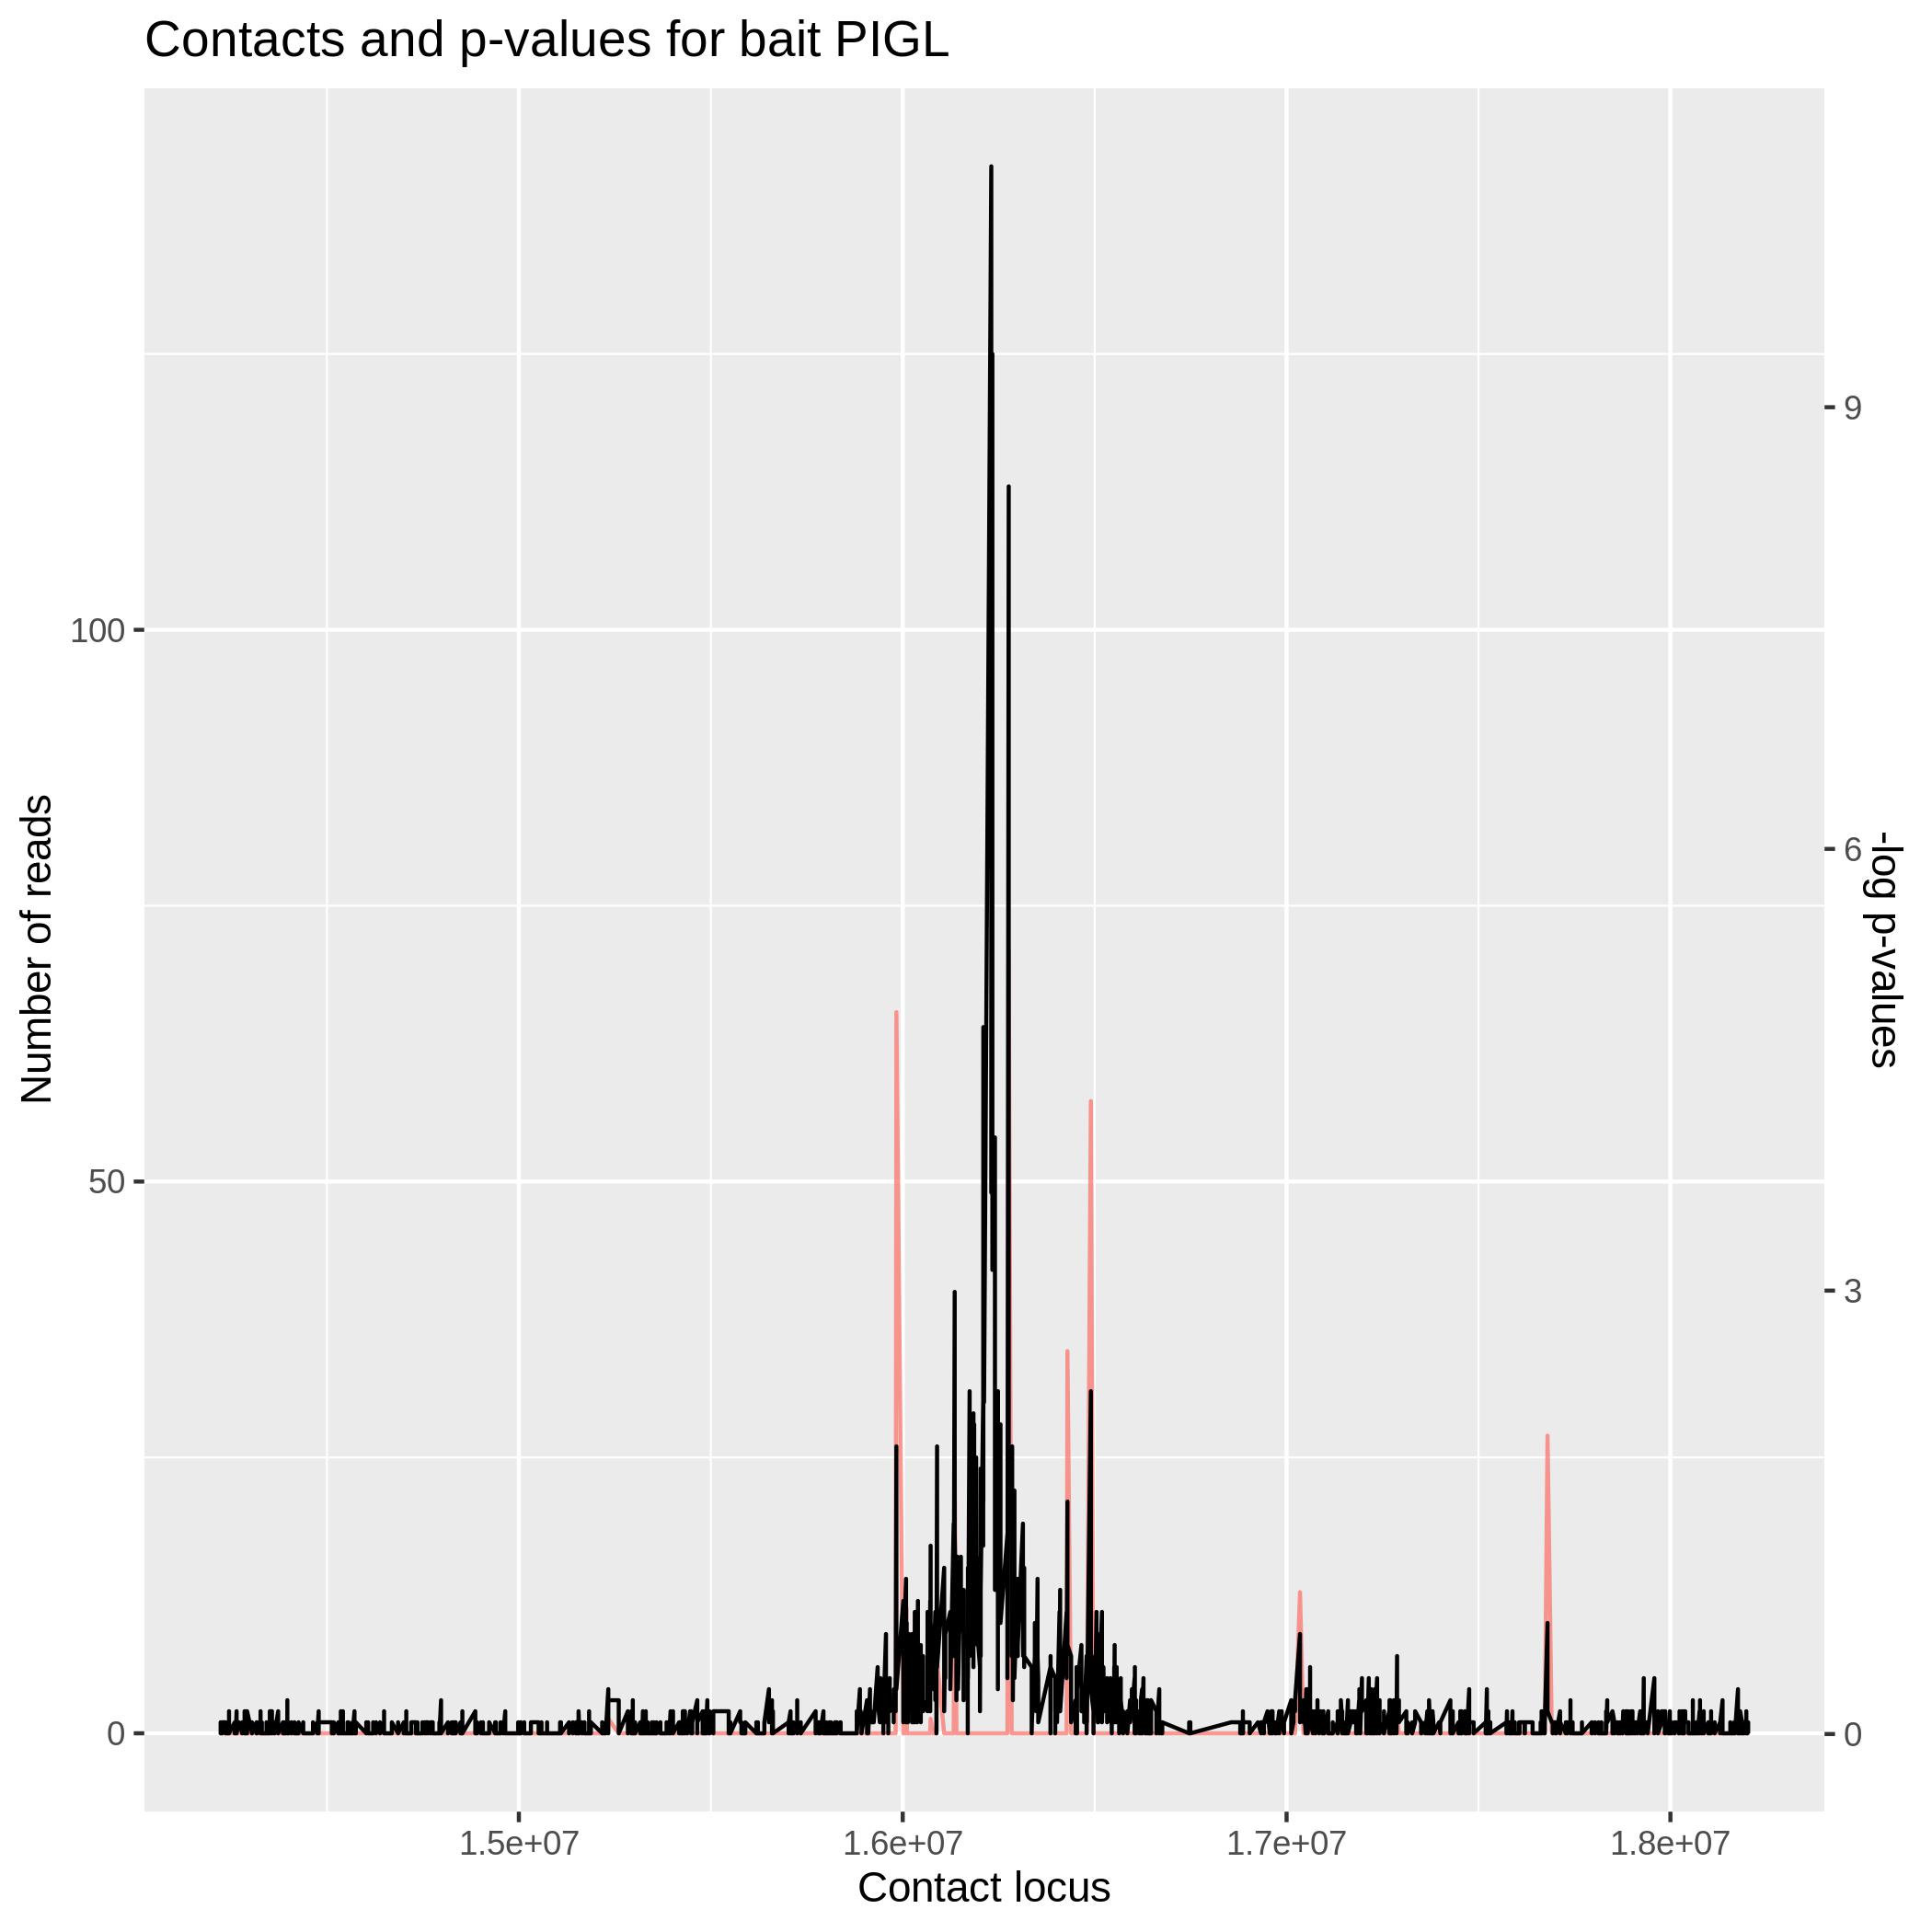 Contacts and p-values for bait PIGL
Number of reads
100
50
0
9
6
3
0
-log p-values
1.5e+07 1.6e+07 1.7e+07 1.8e+07
Contact locus